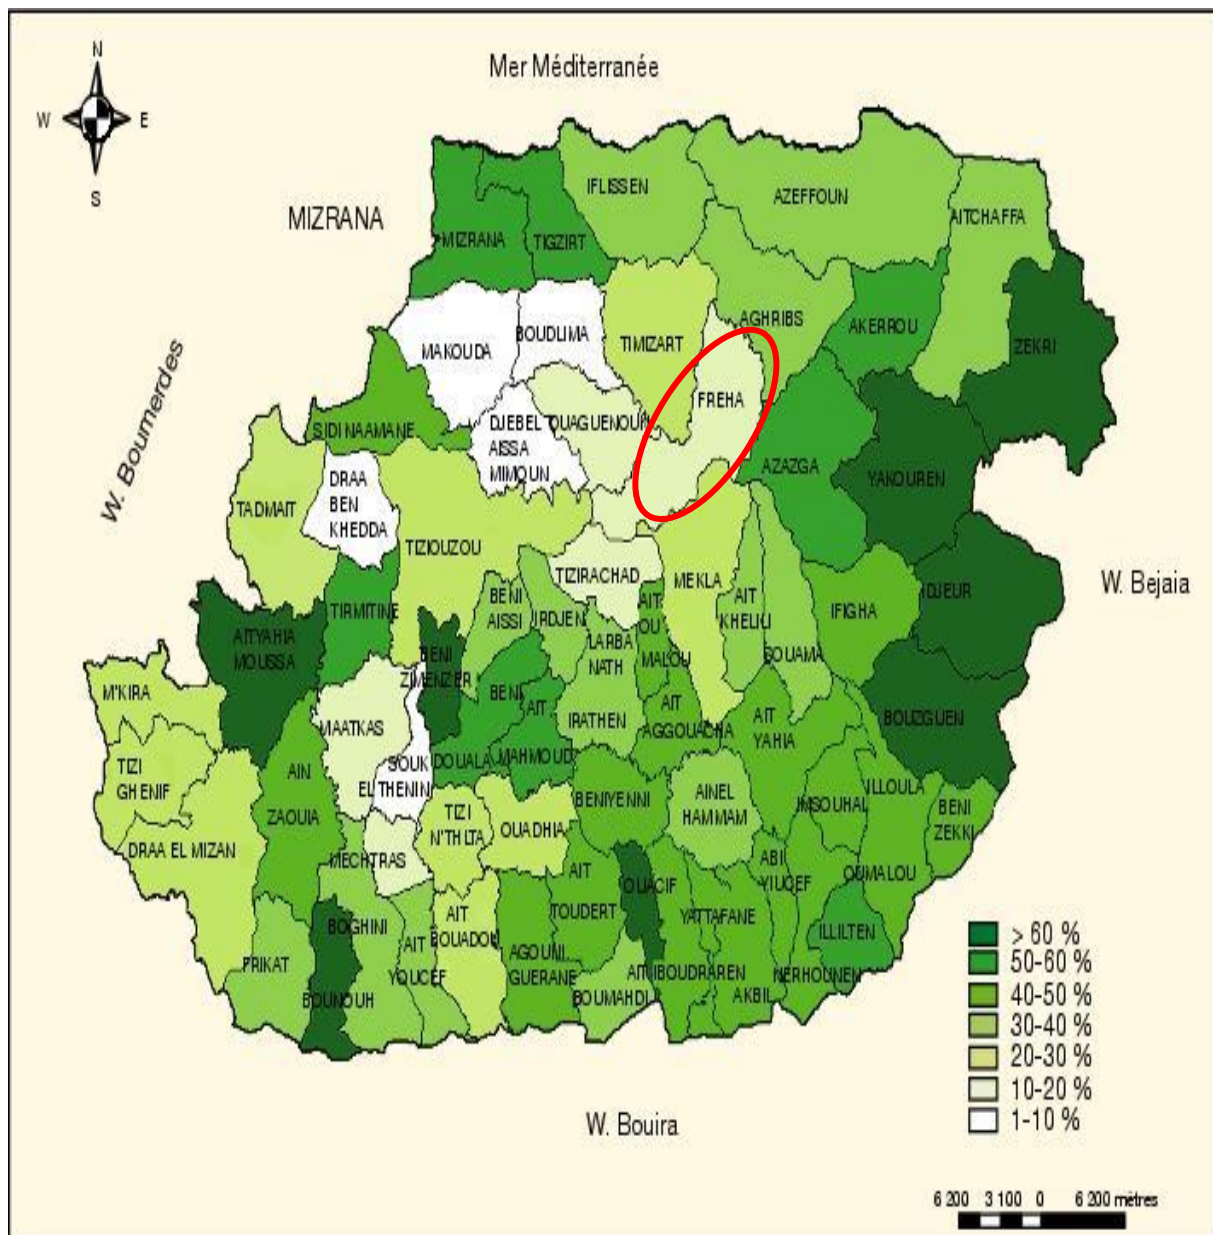 N
Mer Méditerranée
W
E
S
IFLISSEN
AZEFFOUN
MIZRANA
AITCHAFFA
MIZRANA
TIGZIRT
AGHRIBS
AKERROU
BOUDLIMA
TIMIZART
MAKOUDA
ZEKRI
FREHA
W. Boumerdes
OUAGUENOUN
DJEBEL
AISSA
MIMOUN
SIDI NAAMANE
AZAZGA
YAKOUREN
DRAA
BEN
KHEDDA
TADMAIT
TIZIOUZOU
TIZIRACHAD
MEKLA
W. Bejaia
IDJEUR
BENI
AISSI
IRDJEN
AIT
KHELILI
IFIGHA
TIRMITINE
AIT
OU
MALOU
LARBA
NATH
IRATHEN
SOUAMA
AITYAHIA
MOUSSA
BENI
ZIMENZER
M'KIRA
BENI
DOUALA
AIT
MAHMOUD
AIT
AGGOUACHA
AIT
YAHIA
BOUZGUEN
MAATKAS
TIZI
GHENIF
AIN
ZAOUIA
SOUK
EL THENIN
BENIYENNI
AINEL
HAMMAM
IMSOUHAL
ILLOULA
OUMALOU
BENI
ZEKKI
TIZI
N'THLTA
OUADHIA
DRAA EL MIZAN
MECHTRAS
ABI
YIUCEF
AIT
TOUDERT
OUACIF
YATTAFANE
BOGHINI
AIT
YOUCEF
AIT
BOUADOU
AGOUNI
GUERANE
ILLILTEN
FRIKAT
BOUNOUH
BOUMAHDI
AIT
IBOUDRAREN
AKBIL
NERHOUNEN
> 60 %
50-60 %
40-50 %
30-40 %
20-30 %
10-20 %
1-10 %
W. Bouira
6 200 3 100 0 6 200 mètres